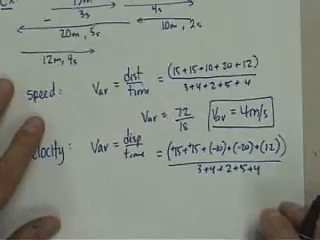 3s
4s
10m, 2s
20m, 5s
12m, 4s
speed: Vav = dist/time = (15+15+10+20+12)/3+4+2+5+4
Vav = 72/18 Vav = 4m/s
Vav = disp/time = (+15+15+(-10)+(-20)+(12))/3+4+2+5+4